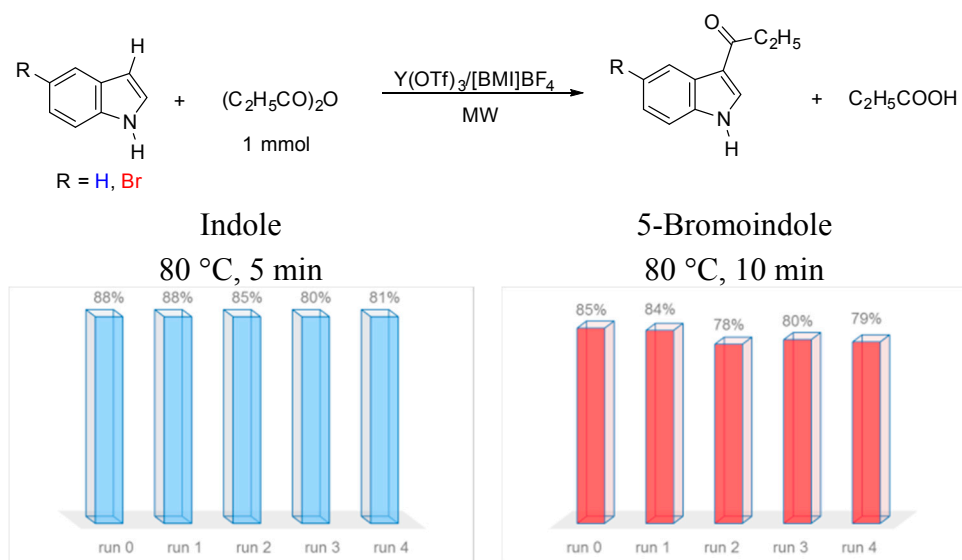 O
C₂H₅
H
R
N
H
+
(C₂H₅CO)₂O
1 mmol
Y(OTf)₃/[BMI]BF₄
MW
R
N
H
+
C₂H₅COOH
R = H, Br
Indole
80 °C, 5 min
5-Bromoindole
80 °C, 10 min
88% 88% 85% 80% 81%
run 0 run 1 run 2 run 3 run 4
85% 84% 78% 80% 79%
run 0 run 1 run 2 run 3 run 4